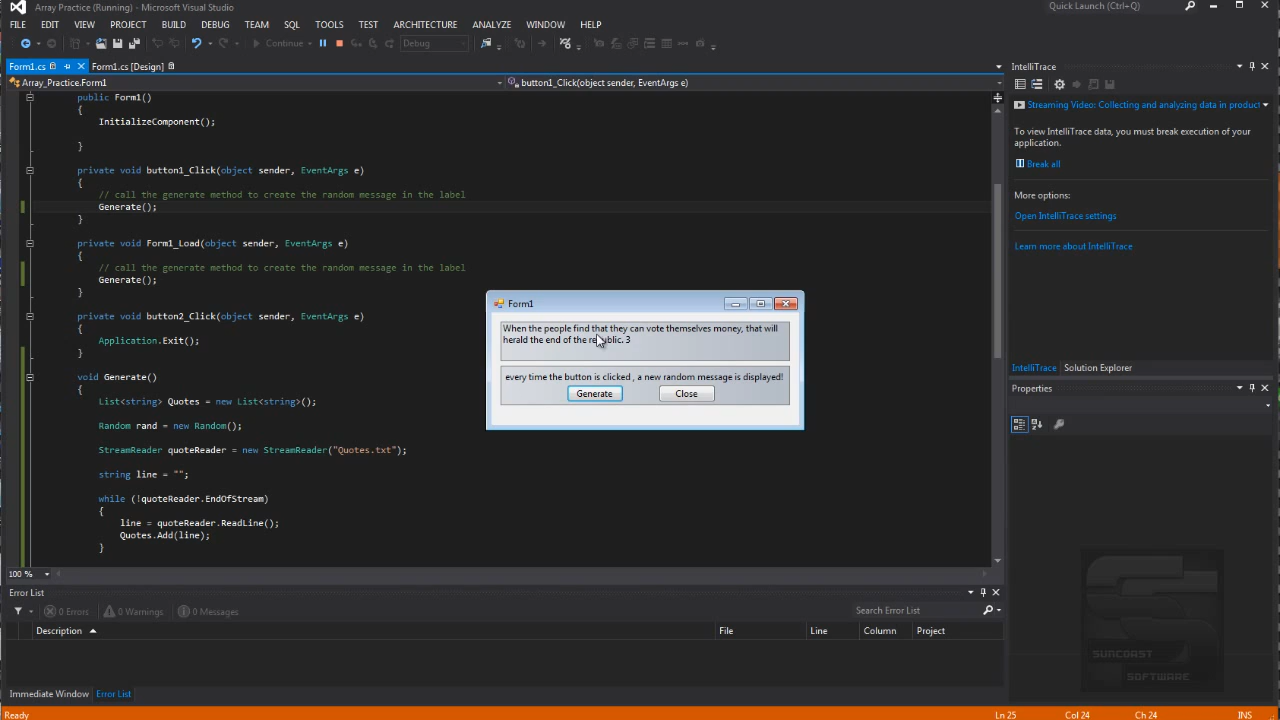 Array Practice (Running) - Microsoft Visual Studio
Quick Launch (Ctrl+Q)
FILE EDIT VIEW PROJECT BUILD DEBUG TEAM SQL TOOLS TEST ARCHITECTURE ANALYZE WINDOW HELP
Continue Debug
Form1.cs Form1.cs [Design]
Array_Practice.Form1 button1_Click(object sender, EventArgs e)
public Form1()
{
InitializeComponent();
}
private void button1_Click(object sender, EventArgs e)
{
// call the generate method to create the random message in the label
Generate();
}
private void Form1_Load(object sender, EventArgs e)
{
// call the generate method to create the random message in the label
Generate();
}
private void button2_Click(object sender, EventArgs e)
{
Application.Exit();
}
void Generate()
{
List<string> Quotes = new List<string>();
Random rand = new Random();
StreamReader quoteReader = new StreamReader("Quotes.txt");
string line = "";
while (!quoteReader.EndOfStream)
{
line = quoteReader.ReadLine();
Quotes.Add(line);
}
100 %
Form1
When the people find that they can vote themselves money, that will
herald the end of the republic. 3
every time the button is clicked , a new random message is displayed!
Generate Close
IntelliTrace
Streaming Video: Collecting and analyzing data in product
To view IntelliTrace data, you must break execution of your
application.
Break all
More options:
Open IntelliTrace settings
Learn more about IntelliTrace
IntelliTrace Solution Explorer
Properties
Error List
0 Errors 0 Warnings 0 Messages
Search Error List
Description File Line Column Project
Immediate Window Error List
Ready Ln 25 Col 24 Ch 24 INS
SUNCOAST
SOFTWARE